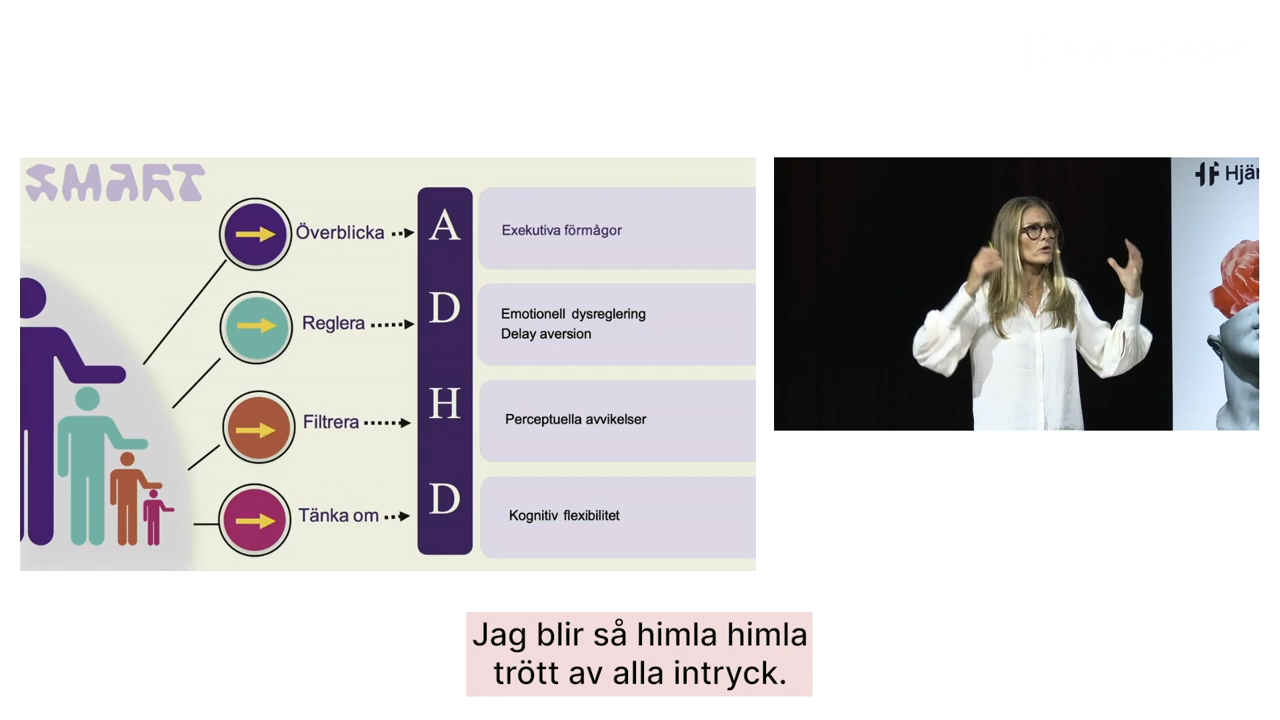 SMART
Överblicka
Reglera
Filtrera
Tänka om
A
D
H
D
Exekutiva förmågor
Emotionell dysreglering
Delay aversion
Perceptuella avvikelser
Kognitiv flexibilitet
Hjär
Jag blir så himla himla
trött av alla intryck.